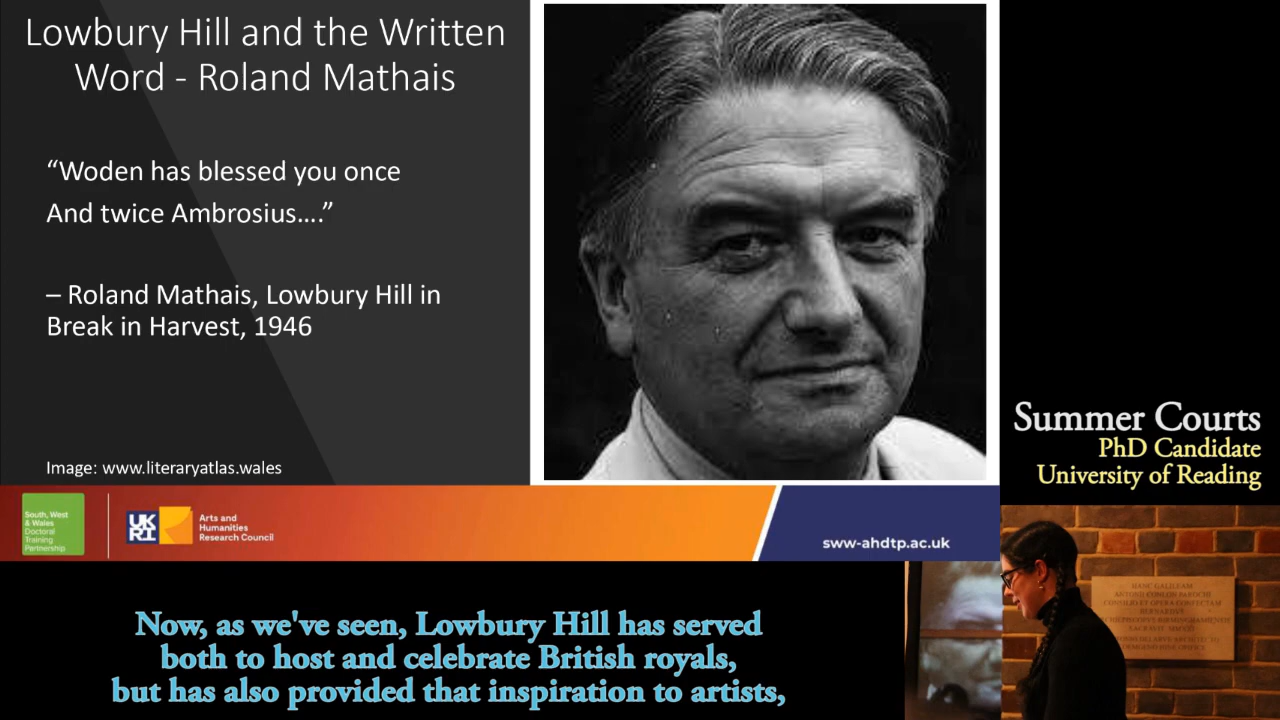 Lowbury Hill and the Written
Word - Roland Mathais
“Woden has blessed you once
And twice Ambrosius….”
– Roland Mathais, Lowbury Hill in
Break in Harvest, 1946
Image: www.literaryatlas.wales
South, West
& Wales
Doctoral
Training
Partnership
UKRI
Arts and
Humanities
Research Council
sww-ahdtp.ac.uk
Summer Courts
PhD Candidate
University of Reading
HANC GALILEAM
Now, as we've seen, Lowbury Hill has served
both to host and celebrate British royals,
but has also provided that inspiration to artists,